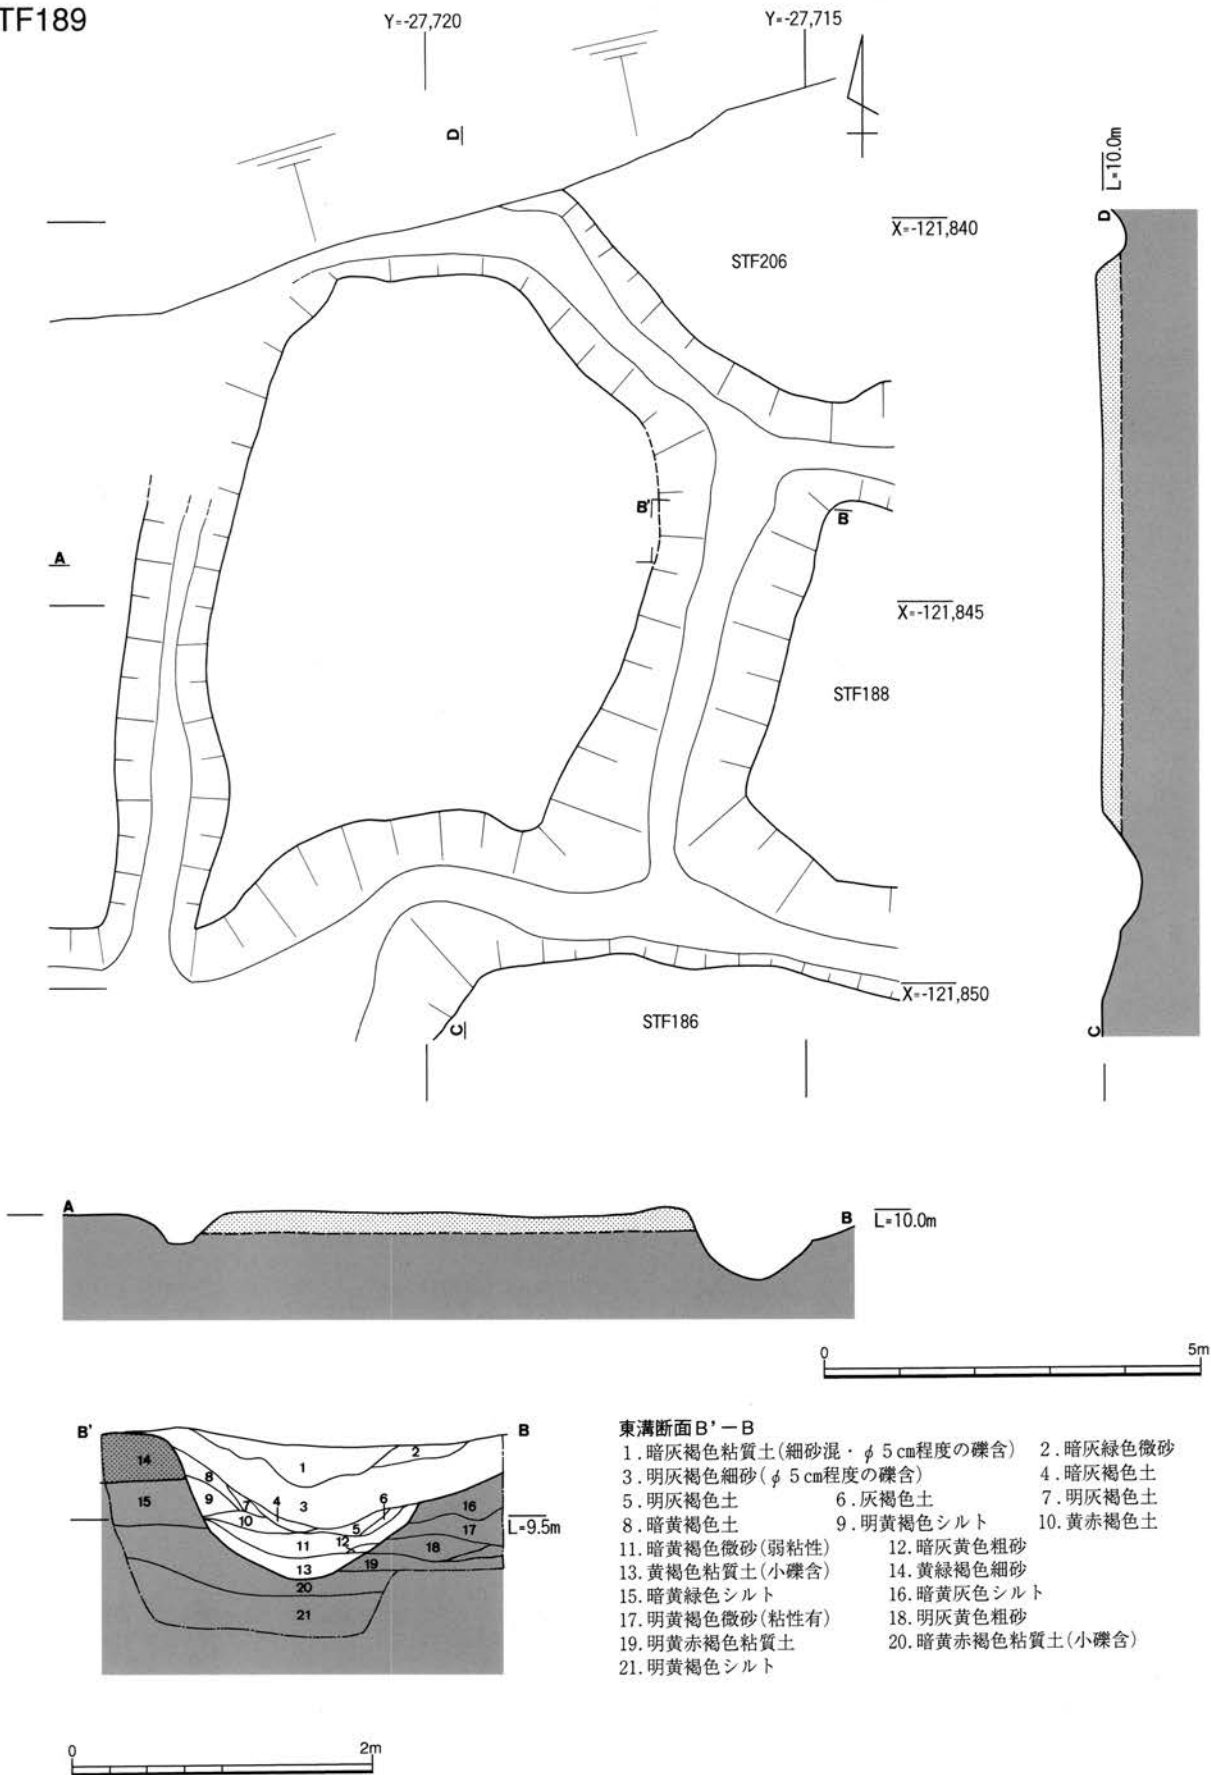 TF189
Y=-27,720
Y=-27,715
D
L=10.0m
D
X=-121,840
STF206
B'
B
A
X=-121,845
STF188
X=-121,850
STF186
C
C
A
B
L=10.0m
0 5m
B'
B
東溝断面B'ーB
1.暗灰褐色粘質土(細砂混・φ5cm程度の礫含) 2.暗灰緑色微砂
3.明灰褐色細砂(φ5cm程度の礫含) 4.暗灰褐色土
5.明灰褐色土 6.灰褐色土 7.明灰褐色土
8.暗黄褐色土 9.明黄褐色シルト 10.黄赤褐色土
11.暗黄褐色微砂(弱粘性) 12.暗灰黄色粗砂
13.黄褐色粘質土(小礫含) 14.黄緑褐色細砂
15.暗黄緑色シルト 16.暗黄灰色シルト
17.明黄褐色微砂(粘性有) 18.明灰黄色粗砂
19.明黄赤褐色粘質土 20.暗黄赤褐色粘質土(小礫含)
21.明黄褐色シルト
1
2
14
8
9
7
4
3
6
15
10
5
16
L=9.5m
11
12
17
18
13
19
20
21
0 2m